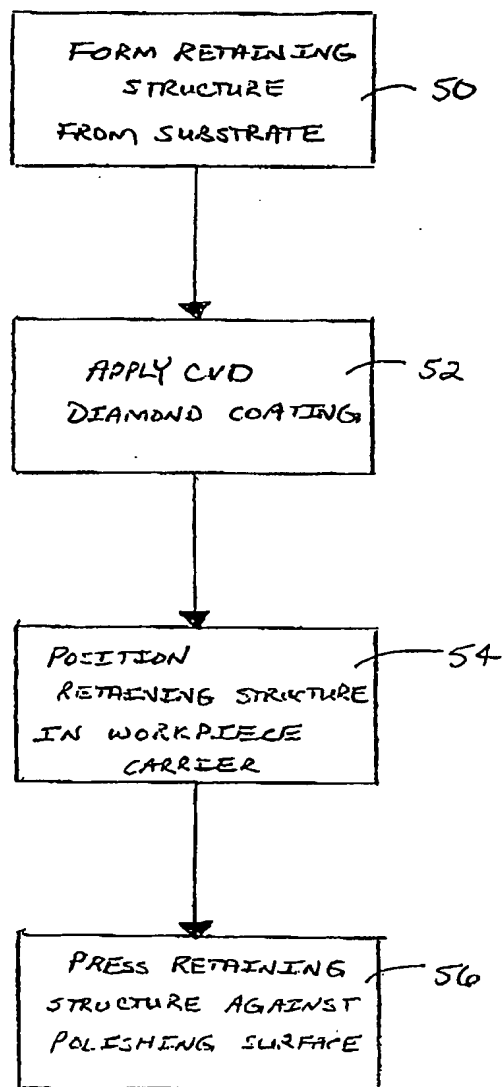 FORM RETAINING
STRUCTURE
FROM SUBSTRATE
50
APPLY CVD
DIAMOND COATING
52
POSITION
RETAINING STRUCTURE
IN WORKPIECE
CARRIER
54
PRESS RETAINING
STRUCTURE AGAINST
POLISHING SURFACE
56